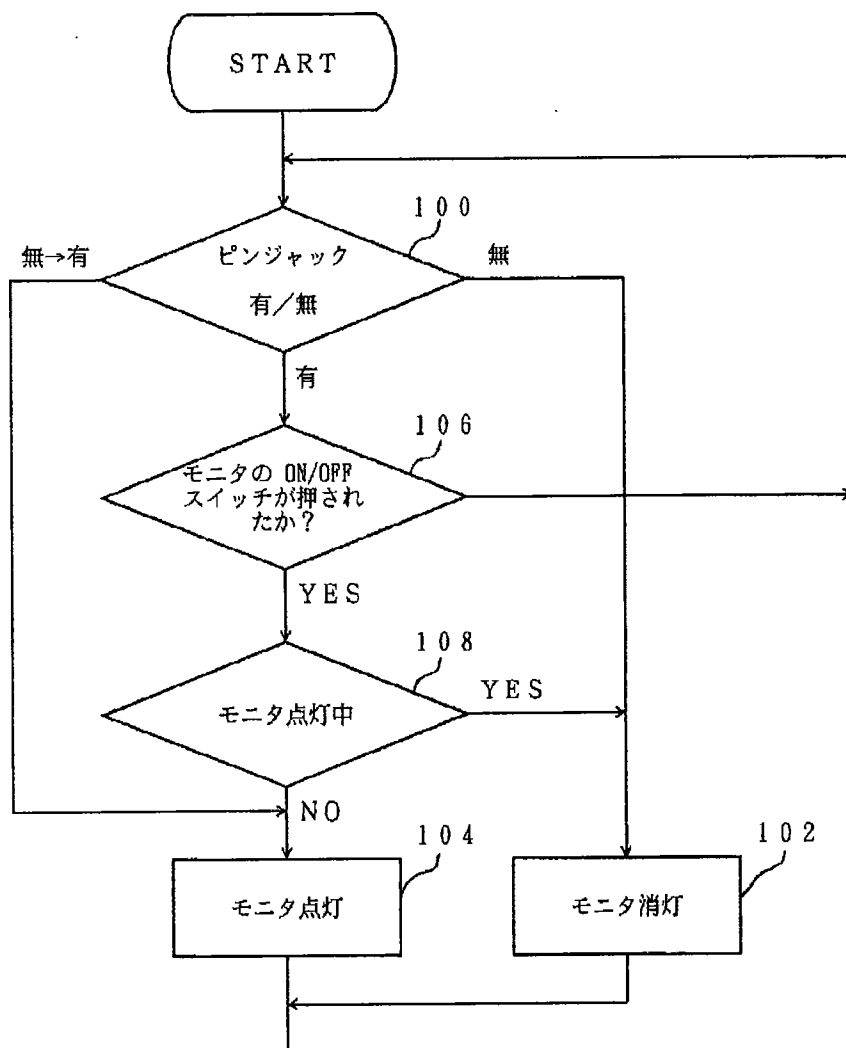 START
100
ピンジャック
有/無
無→有
無
有
106
モニタの ON/OFF
スイッチが押され
たか?
YES
108
モニタ点灯中
YES
NO
104
モニタ点灯
102
モニタ消灯